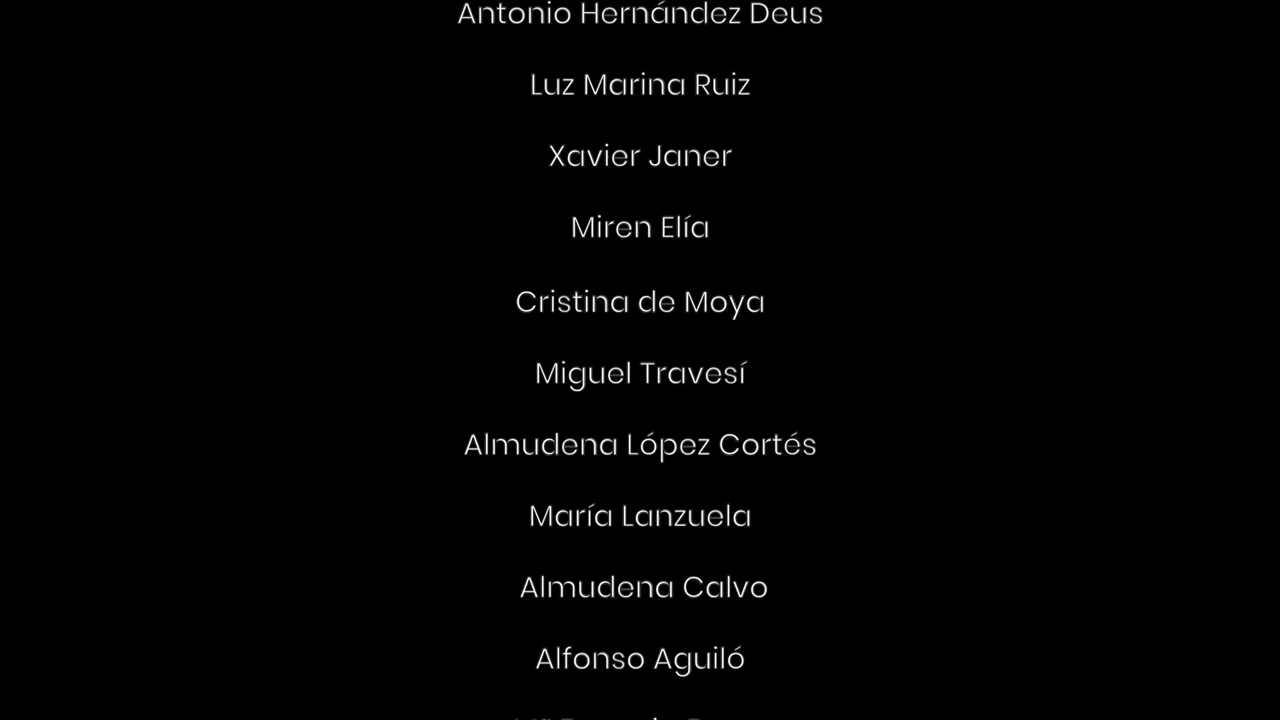 Antonio Hernández Deus
Luz Marina Ruiz
Xavier Janer
Miren Elía
Cristina de Moya
Miguel Travesí
Almudena López Cortés
María Lanzuela
Almudena Calvo
Alfonso Aguiló